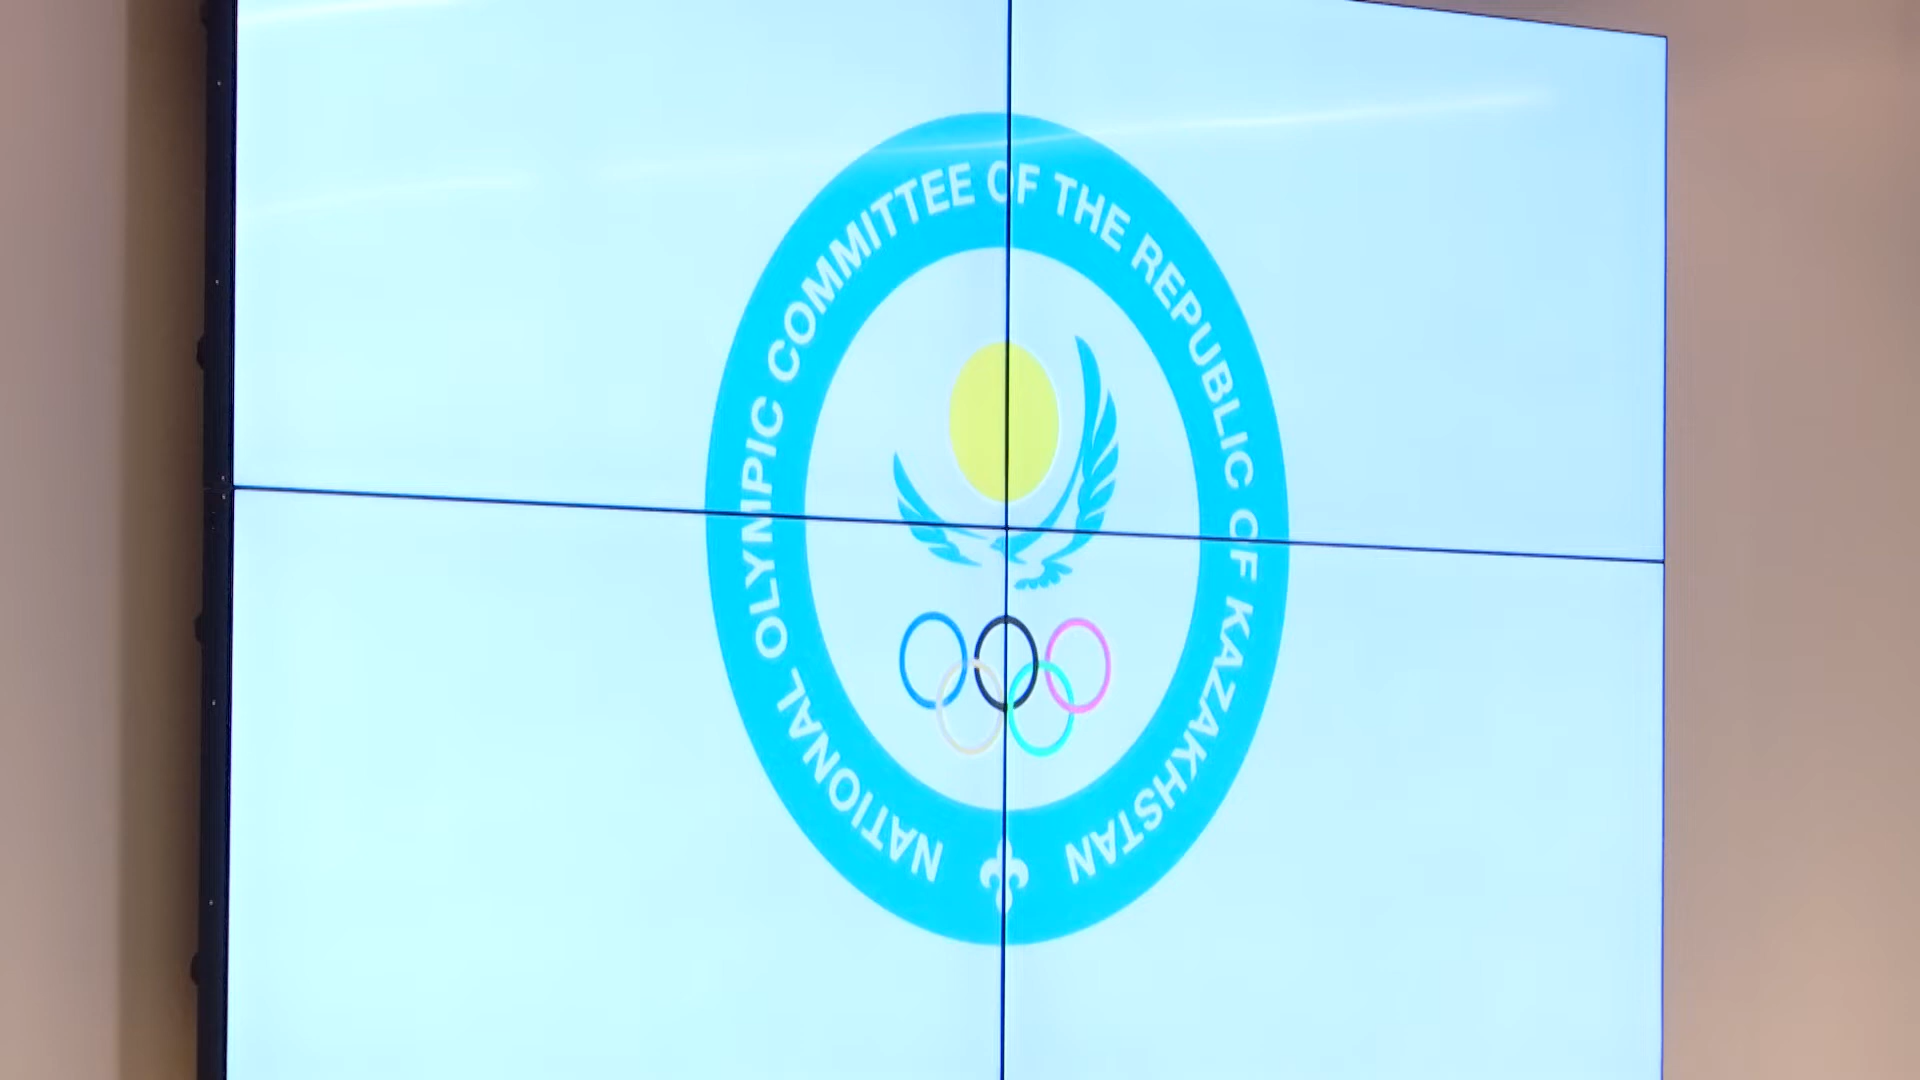 NATIONAL OLYMPIC COMMITTEE OF THE REPUBLIC OF KAZAKHSTAN